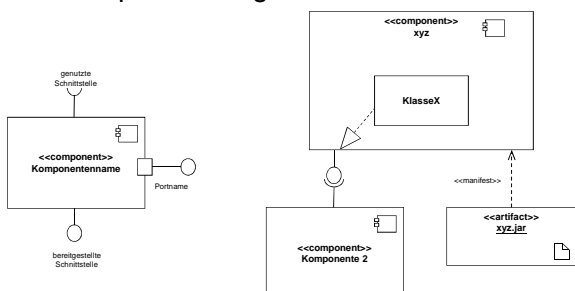 genutzte
Schnittstelle
<<component>>
Komponentenname
Portname
bereitgestellte
Schnittstelle
<<component>>
xyz
KlasseX
<<manifest>>
<<component>>
Komponente 2
<<artifact>>
xyz.jar